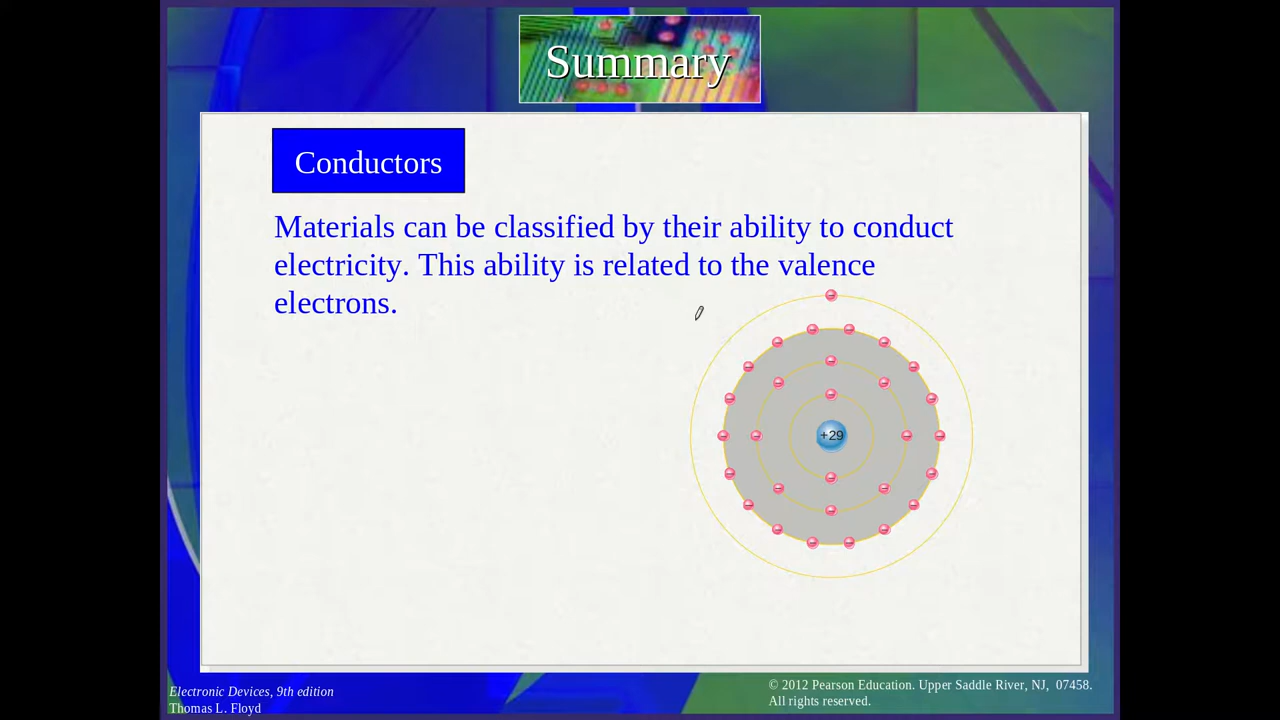 Summary
Conductors
Materials can be classified by their ability to conduct
electricity. This ability is related to the valence
electrons.
+29
Electronic Devices, 9th edition
Thomas L. Floyd
© 2012 Pearson Education. Upper Saddle River, NJ, 07458.
All rights reserved.